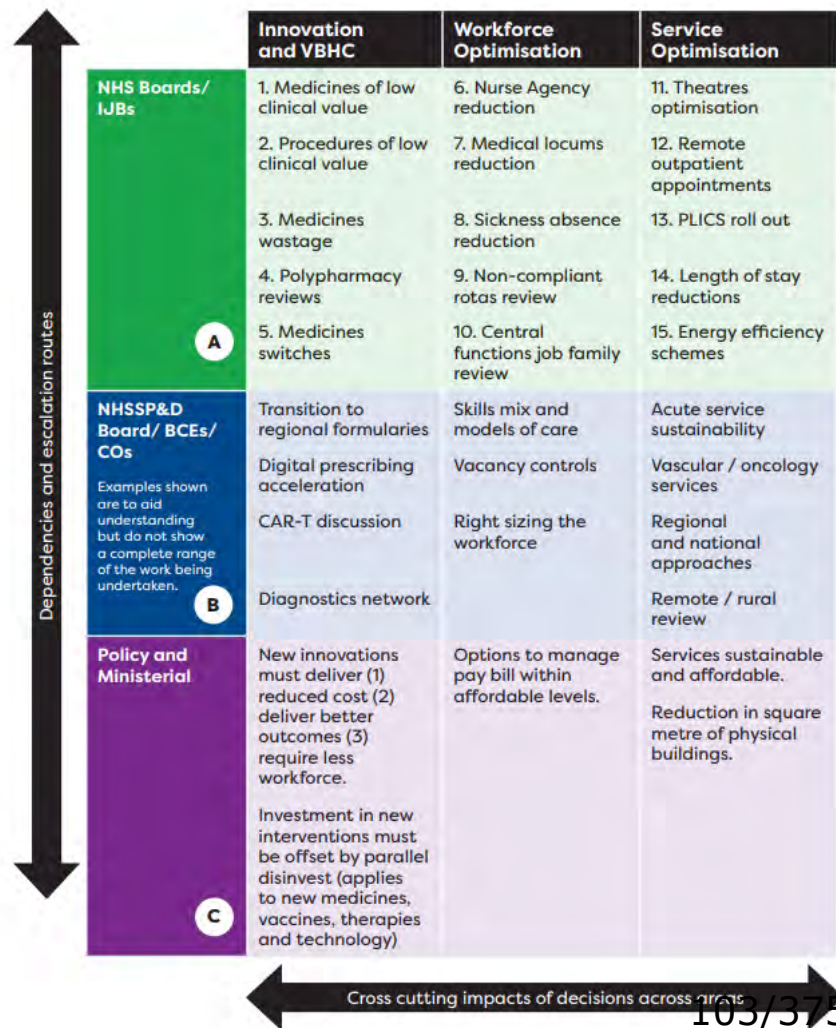 Innovation
and VBHC
Workforce
Optimisation
Service
Optimisation
Dependencies and escalation routes
NHS Boards/
IJBs
A
1. Medicines of low
clinical value
2. Procedures of low
clinical value
3. Medicines
wastage
4. Polypharmacy
reviews
5. Medicines
switches
6. Nurse Agency
reduction
7. Medical locums
reduction
8. Sickness absence
reduction
9. Non-compliant
rotas review
10. Central
functions job family
review
11. Theatres
optimisation
12. Remote
outpatient
appointments
13. PLICS roll out
14. Length of stay
reductions
15. Energy efficiency
schemes
NHSSP&D
Board/ BCEs/
COs
Examples shown
are to aid
understanding
but do not show
a complete range
of the work being
undertaken.
B
Transition to
regional formularies
Digital prescribing
acceleration
CAR-T discussion
Diagnostics network
Skills mix and
models of care
Vacancy controls
Right sizing the
workforce
Acute service
sustainability
Vascular / oncology
services
Regional
and national
approaches
Remote / rural
review
Policy and
Ministerial
C
New innovations
must deliver (1)
reduced cost (2)
deliver better
outcomes (3)
require less
workforce.
Investment in new
interventions must
be offset by parallel
disinvest (applies
to new medicines,
vaccines, therapies
and technology)
Options to manage
pay bill within
affordable levels.
Services sustainable
and affordable.
Reduction in square
metre of physical
buildings.
Cross cutting impacts of decisions across areas
103/375